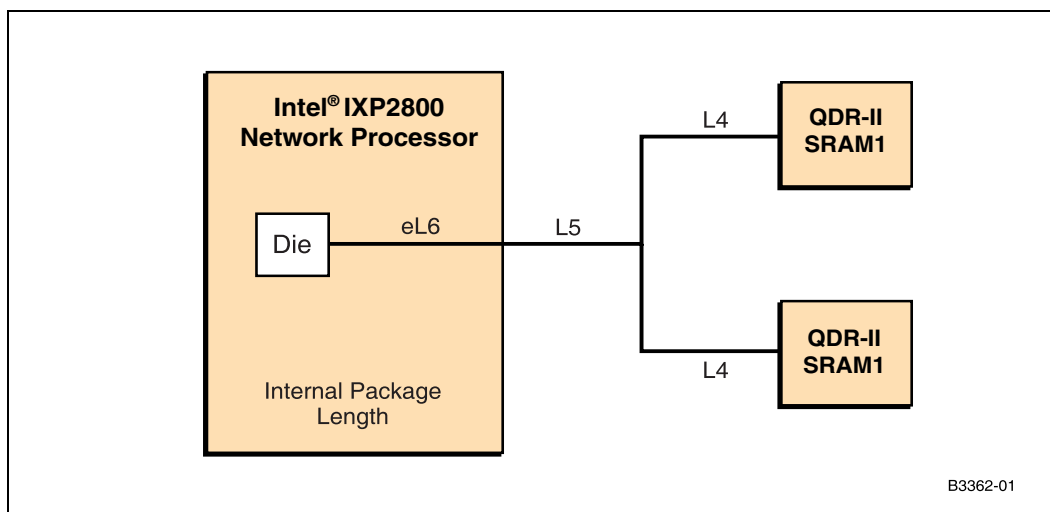 Intel® IXP2800
Network Processor
Die
eL6
L5
L4
QDR-II
SRAM1
L4
QDR-II
SRAM1
Internal Package
Length
B3362-01